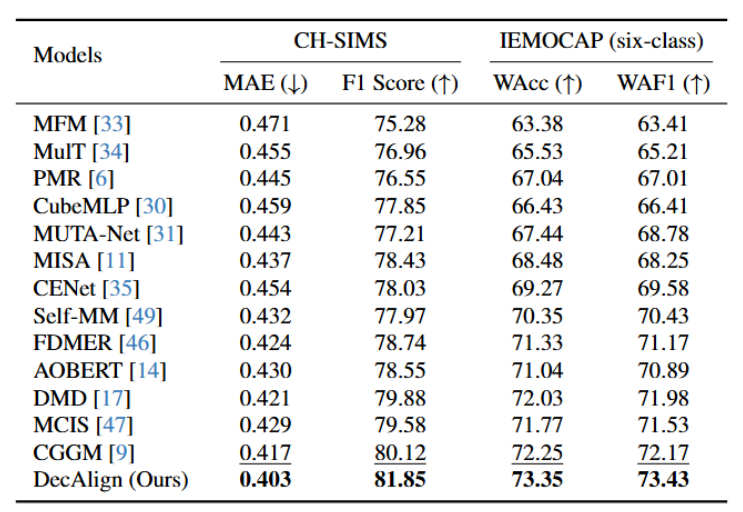 Models CH-SIMS IEMOCAP (six-class)
MAE (↓) F1 Score (↑) WAcc (↑) WAF1 (↑)
MFM [33] 0.471 75.28 63.38 63.41
MulT [34] 0.455 76.96 65.53 65.21
PMR [6] 0.445 76.55 67.04 67.01
CubeMLP [30] 0.459 77.85 66.43 66.41
MUTA-Net [31] 0.443 77.21 67.44 68.78
MISA [11] 0.437 78.43 68.48 68.25
CENet [35] 0.454 78.03 69.27 69.58
Self-MM [49] 0.432 77.97 70.35 70.43
FDMER [46] 0.424 78.74 71.33 71.17
AOBERT [14] 0.430 78.55 71.04 70.89
DMD [17] 0.421 79.88 72.03 71.98
MCIS [47] 0.429 79.58 71.77 71.53
CGGM [9] 0.417 80.12 72.25 72.17
DecAlign (Ours) 0.403 81.85 73.35 73.43